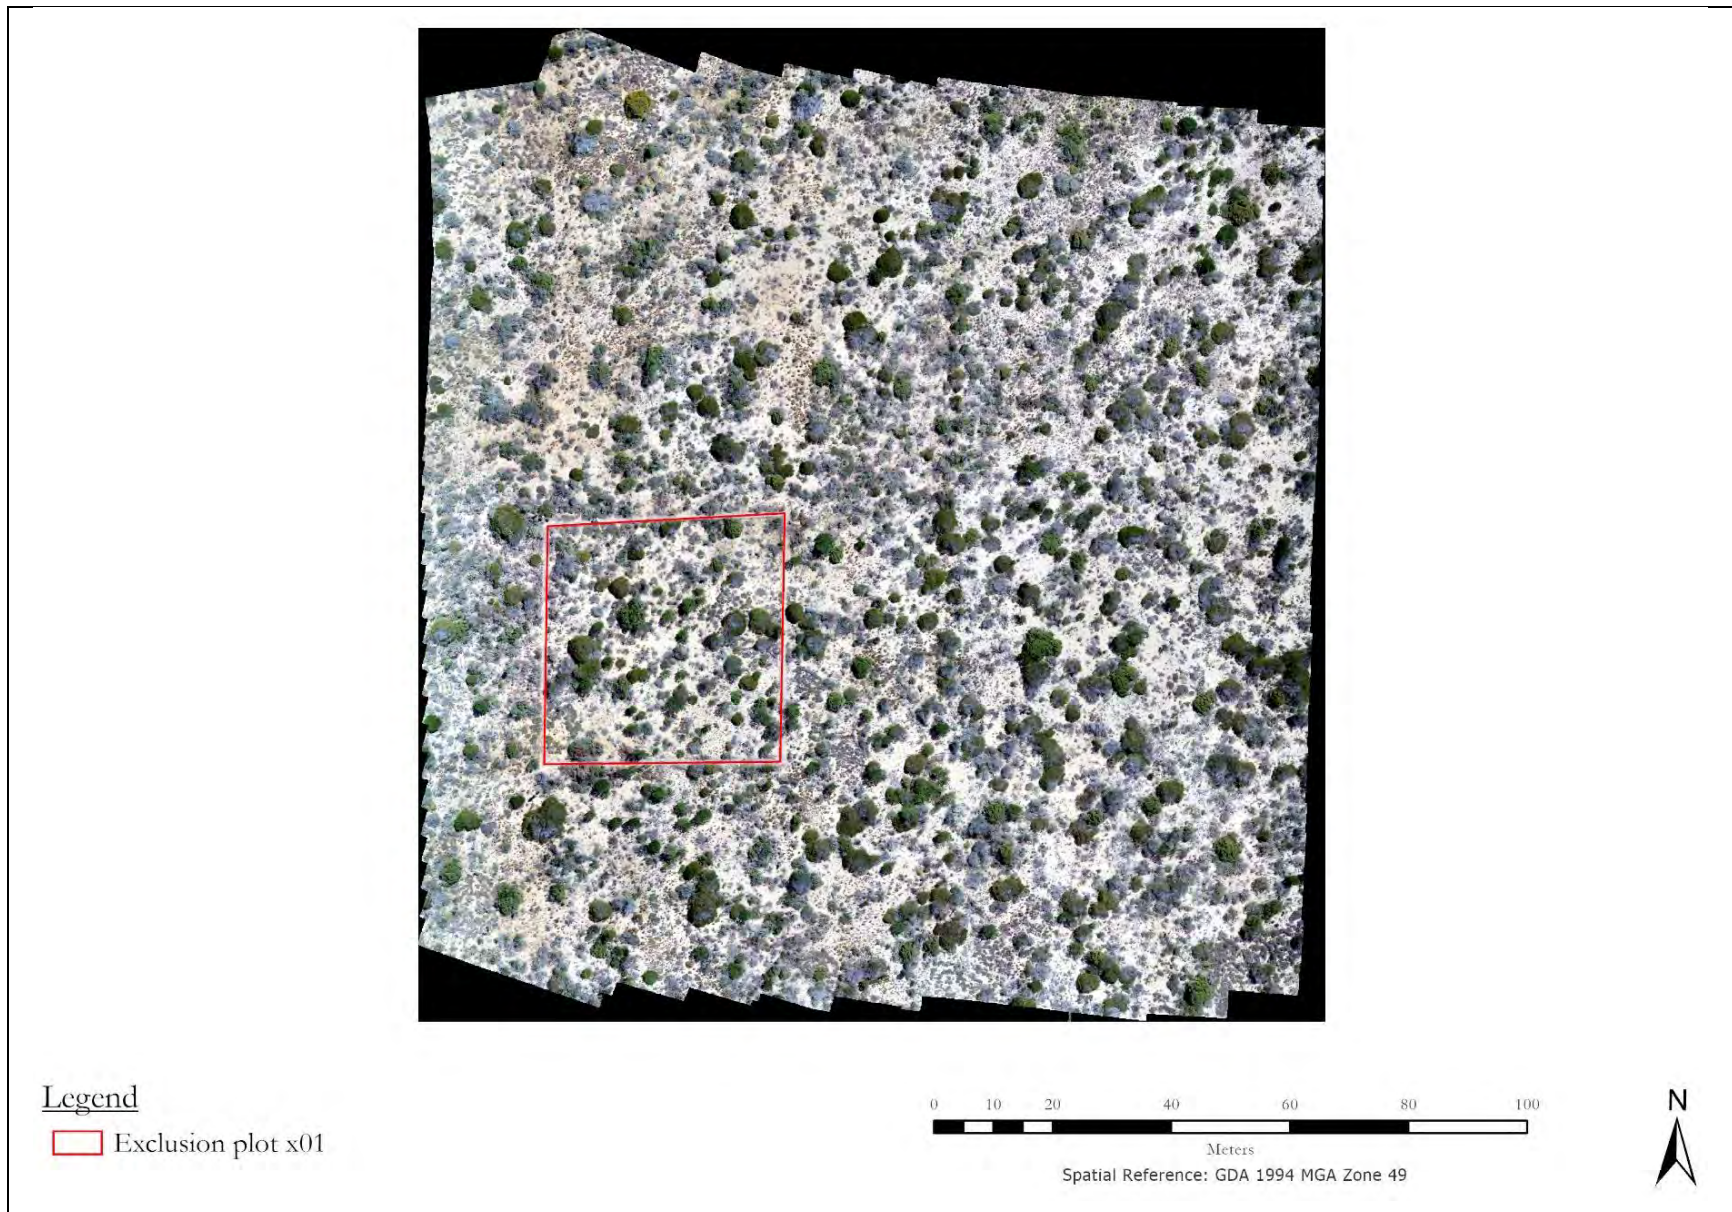 Legend
Exclusion plot x01
0 10 20 40 60 80 100
Meters
Spatial Reference: GDA 1994 MGA Zone 49
N